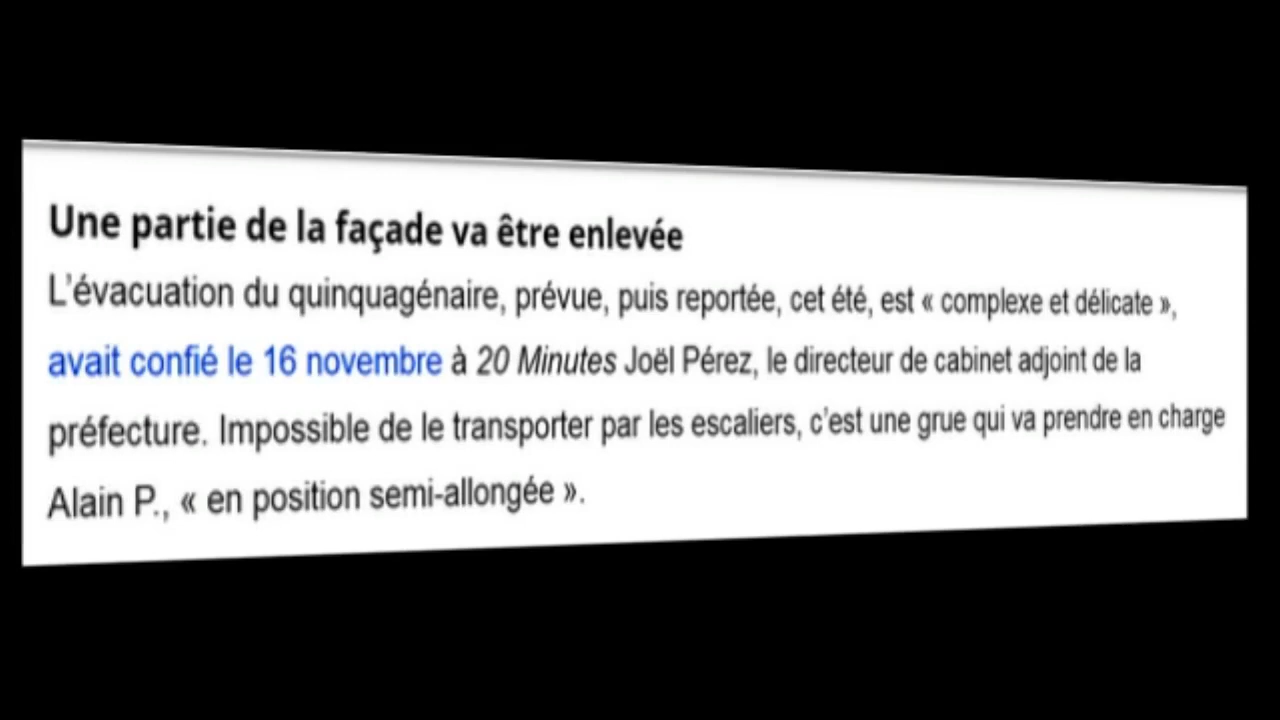 Une partie de la façade va être enlevée
L'évacuation du quinquagénaire, prévue, puis reportée, cet été, est « complexe et délicate »,
avait confié le 16 novembre à 20 Minutes Joël Pérez, le directeur de cabinet adjoint de la
préfecture. Impossible de le transporter par les escaliers, c'est une grue qui va prendre en charge
Alain P., « en position semi-allongée ».